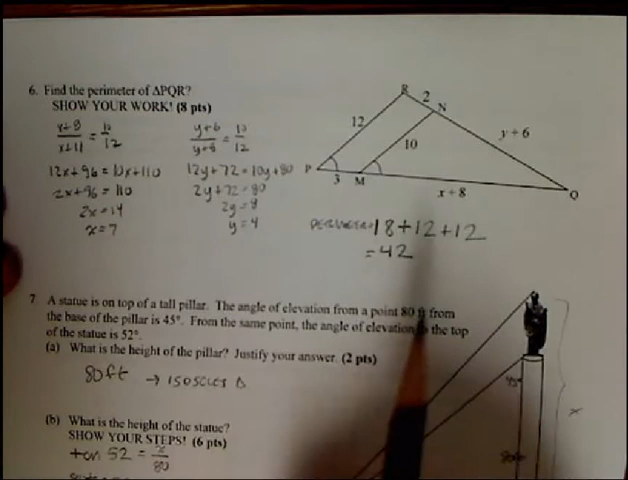 6. Find the perimeter of ΔPQR?
SHOW YOUR WORK! (8 pts)
x+8/x+11 = 10/12
12x+96 = 10x+110
2x+96 = 110
2x=14
x=7
y+6/y+8 = 10/12
12y+72=10y+80
2y+72=80
2y=8
y=4
R
2
N
12
10
y + 6
P
3
M
x + 8
Q
PERIMETER=18+12+12
=42
7. A statue is on top of a tall pillar. The angle of elevation from a point 80 ft from
the base of the pillar is 45°. From the same point, the angle of elevation the top
of the statue is 52°.
(a) What is the height of the pillar? Justify your answer. (2 pts)
80ft → ISOSCELES Δ
(b) What is the height of the statue?
SHOW YOUR STEPS! (6 pts)
tan 52 = x/80
x